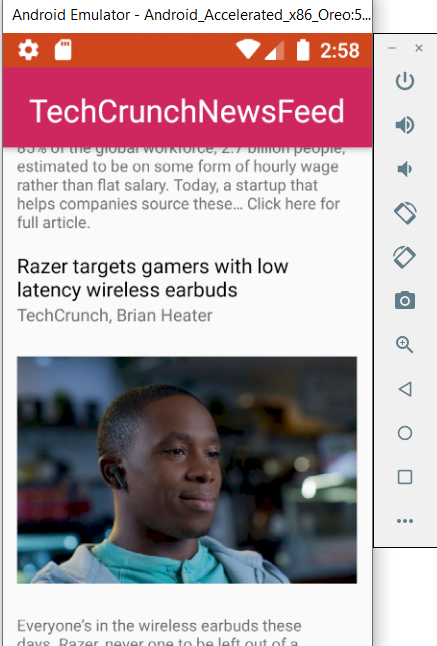 Android Emulator - Android_Accelerated_x86_Oreo:5...
2:58
TechCrunchNewsFeed
85% of the global workforce, 2.7 billion people,
estimated to be on some form of hourly wage
rather than flat salary. Today, a startup that
helps companies source these... Click here for
full article.
Razer targets gamers with low
latency wireless earbuds
TechCrunch, Brian Heater
Everyone's in the wireless earbuds these
days. Razer, never one to be left out of a